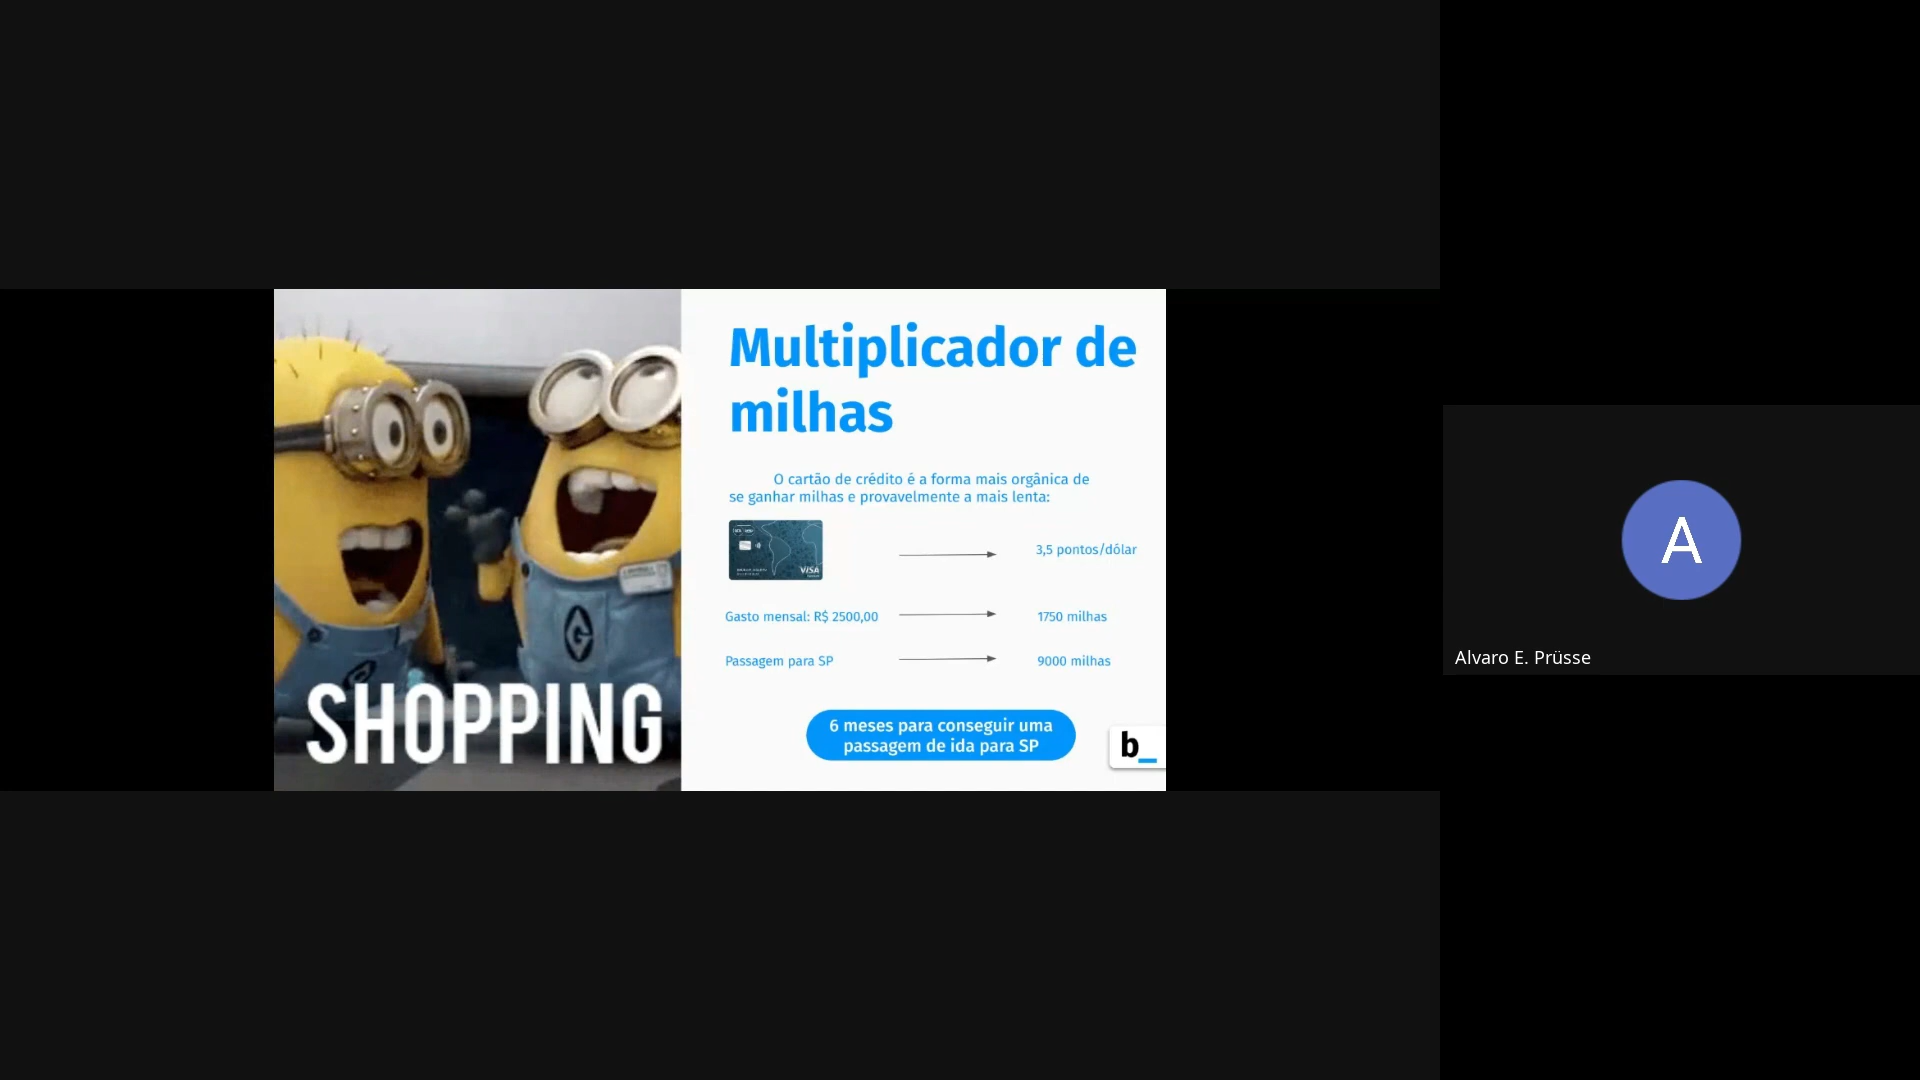 Multiplicador de
milhas
O cartão de crédito é a forma mais orgânica de
se ganhar milhas e provavelmente a mais lenta:
VISA
3,5 pontos/dólar
Gasto mensal: R$ 2500,00
1750 milhas
Passagem para SP
9000 milhas
6 meses para conseguir uma
passagem de ida para SP
b_
SHOPPING
A
Alvaro E. Prüsse